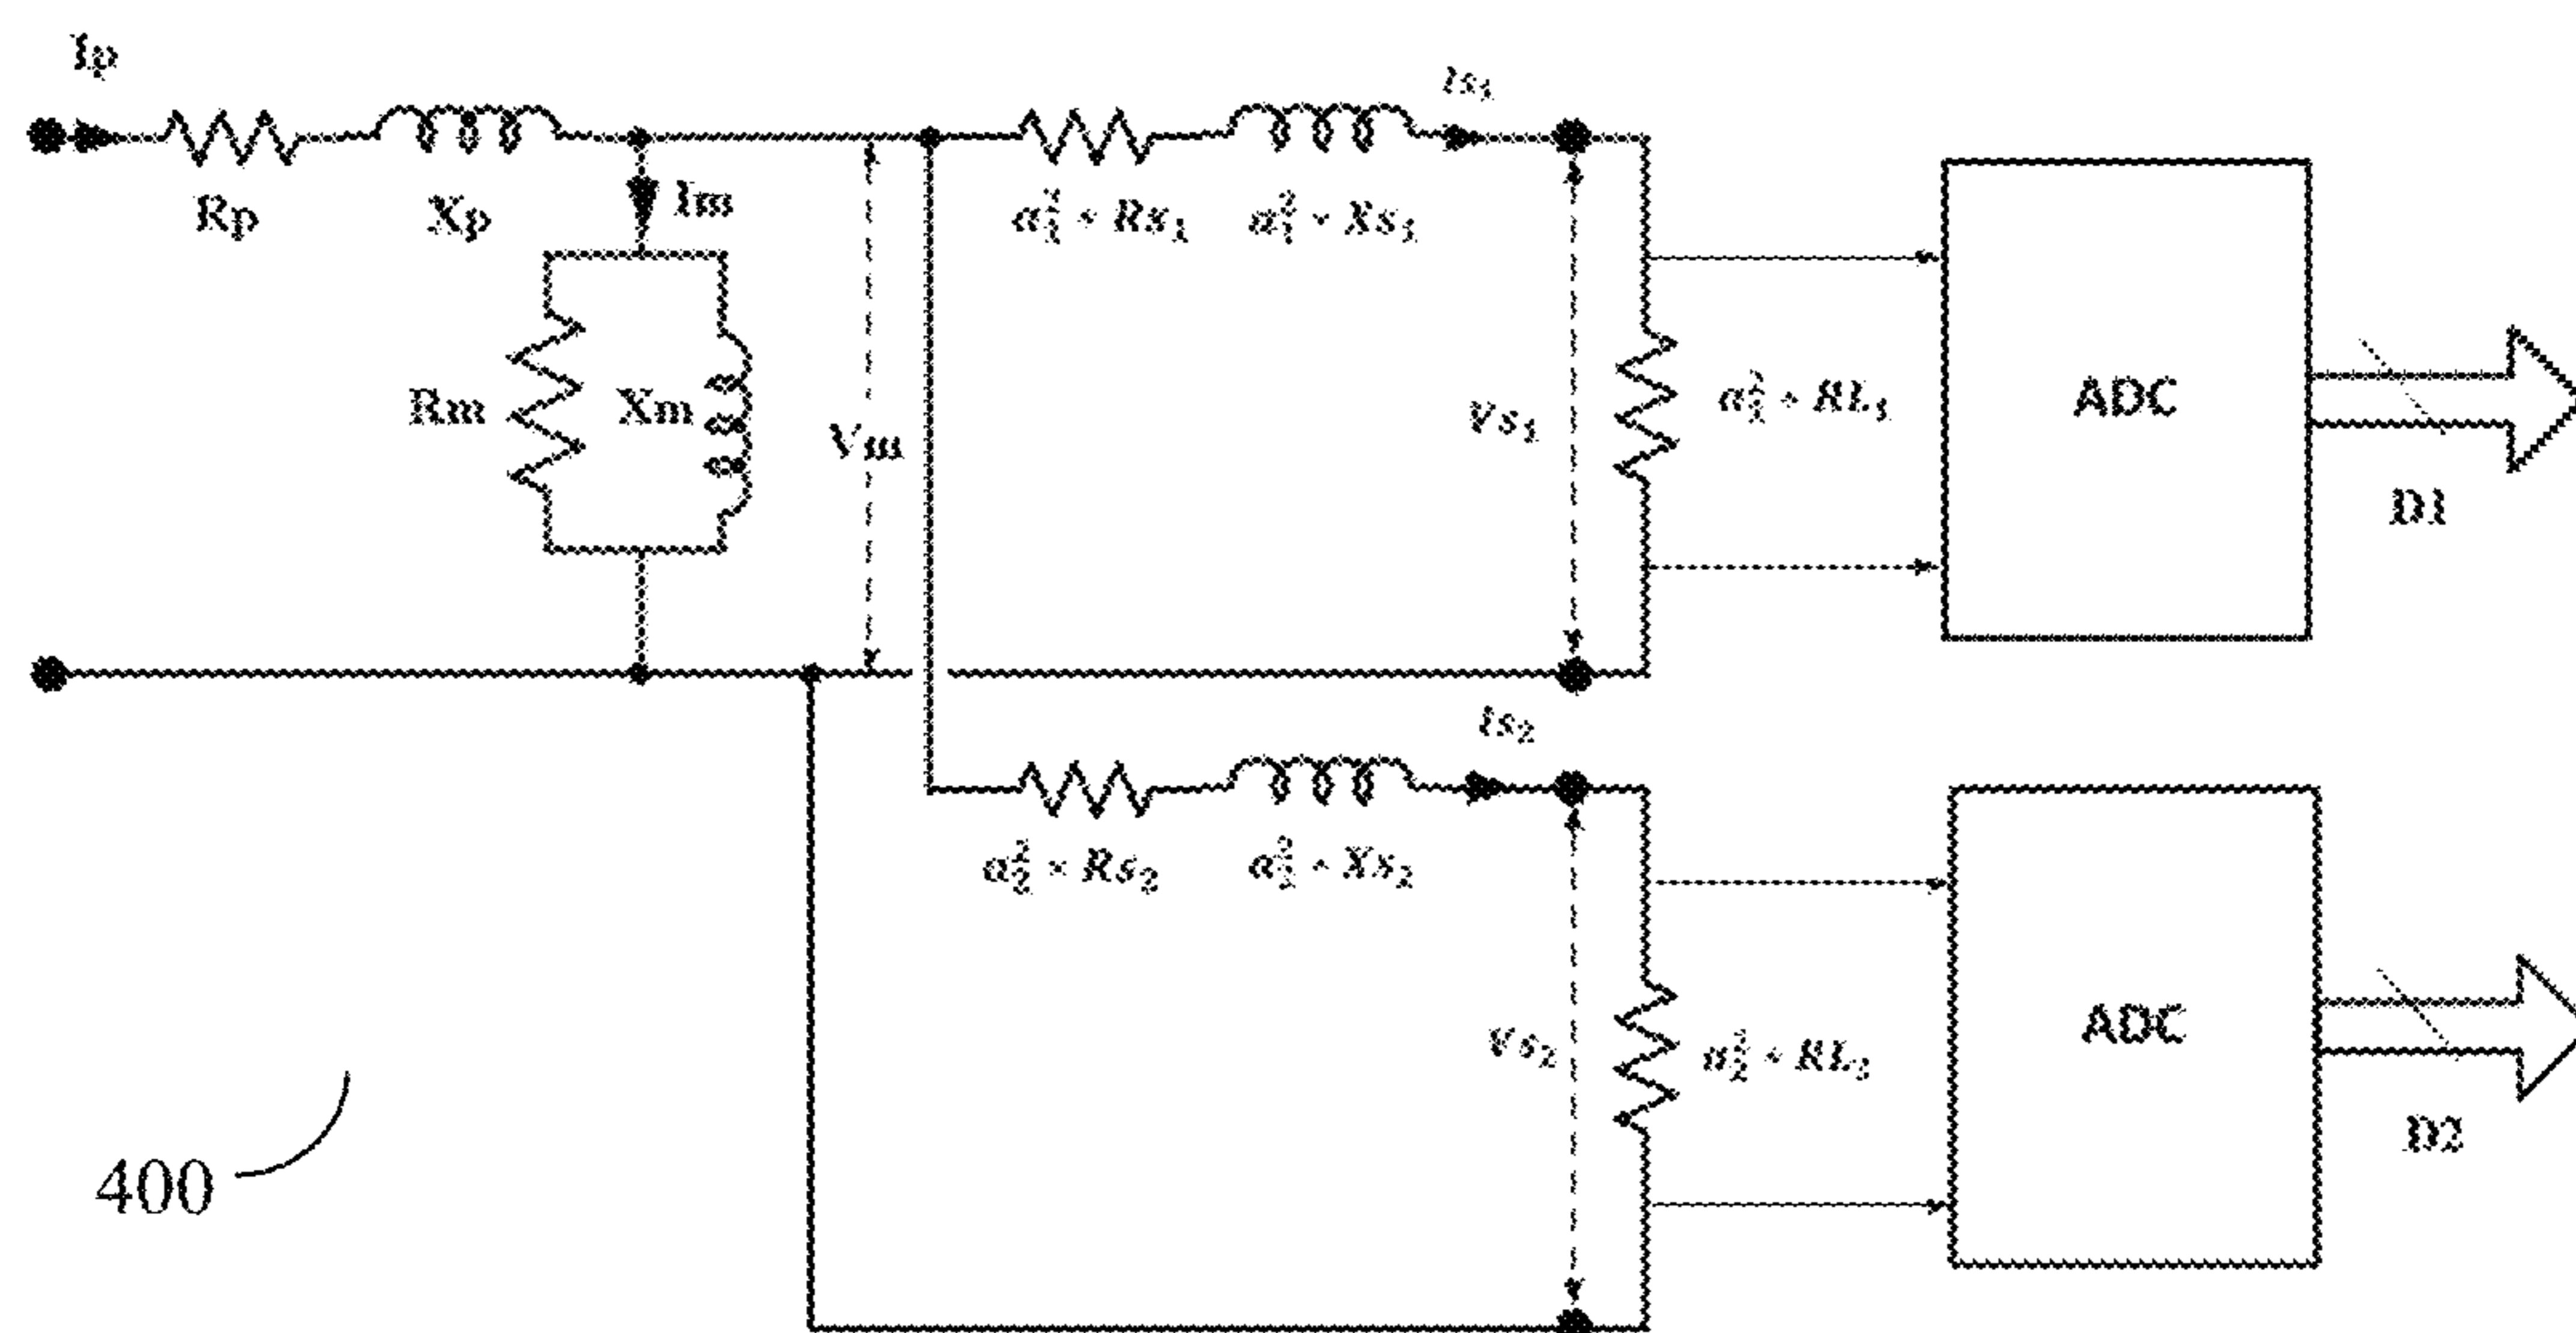 Ip
Is₁
Rp
Xp
Im
a₁² * Rs₁
a₁² * Xs₁
Rm
Xm
Vm
Vs₁
a₁² * RL₁
ADC
D1
Is₂
a₂² * Rs₂
a₂² * Xs₂
Vs₂
a₂² * RL₂
ADC
D2
400